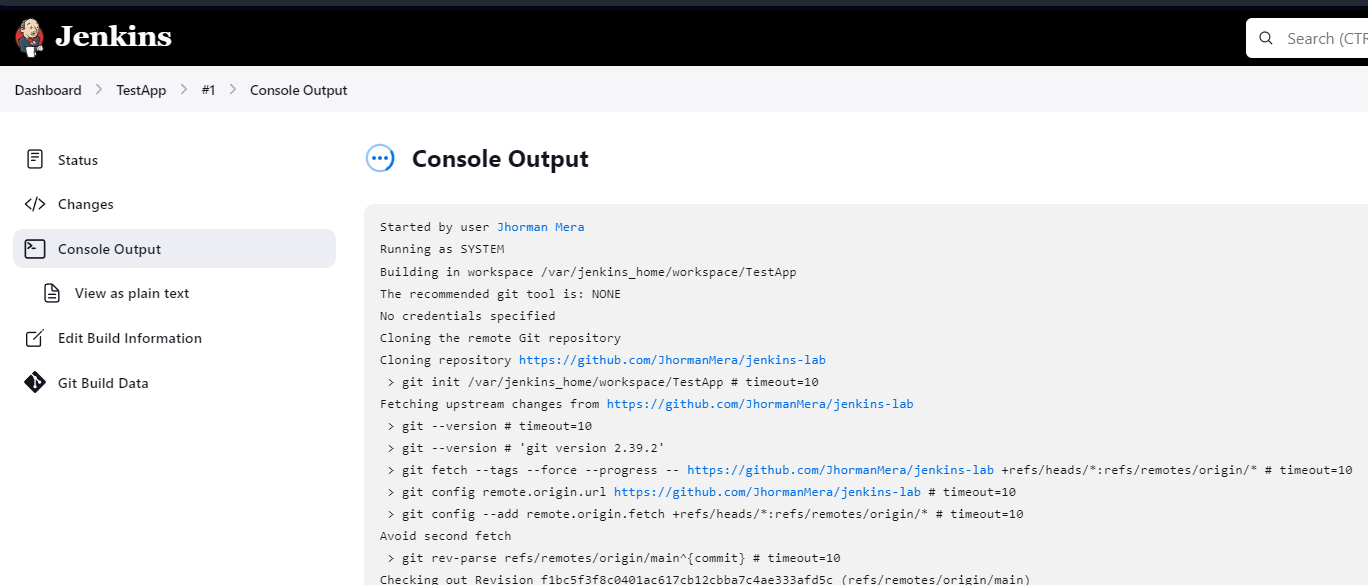 Jenkins
Search (CTR
Dashboard > TestApp > #1 > Console Output
Status
Changes
Console Output
View as plain text
Edit Build Information
Git Build Data
Console Output
Started by user Jhorman Mera
Running as SYSTEM
Building in workspace /var/jenkins_home/workspace/TestApp
The recommended git tool is: NONE
No credentials specified
Cloning the remote Git repository
Cloning repository https://github.com/JhormanMera/jenkins-lab
> git init /var/jenkins_home/workspace/TestApp # timeout=10
Fetching upstream changes from https://github.com/JhormanMera/jenkins-lab
> git --version # timeout=10
> git --version # 'git version 2.39.2'
> git fetch --tags --force --progress -- https://github.com/JhormanMera/jenkins-lab +refs/heads/*:refs/remotes/origin/* # timeout=10
> git config remote.origin.url https://github.com/JhormanMera/jenkins-lab # timeout=10
> git config --add remote.origin.fetch +refs/heads/*:refs/remotes/origin/* # timeout=10
Avoid second fetch
> git rev-parse refs/remotes/origin/main^{commit} # timeout=10
Checking out Revision f1bc5f3f8c0401ac617cb12cbba7c4ae333afd5c (refs/remotes/origin/main)